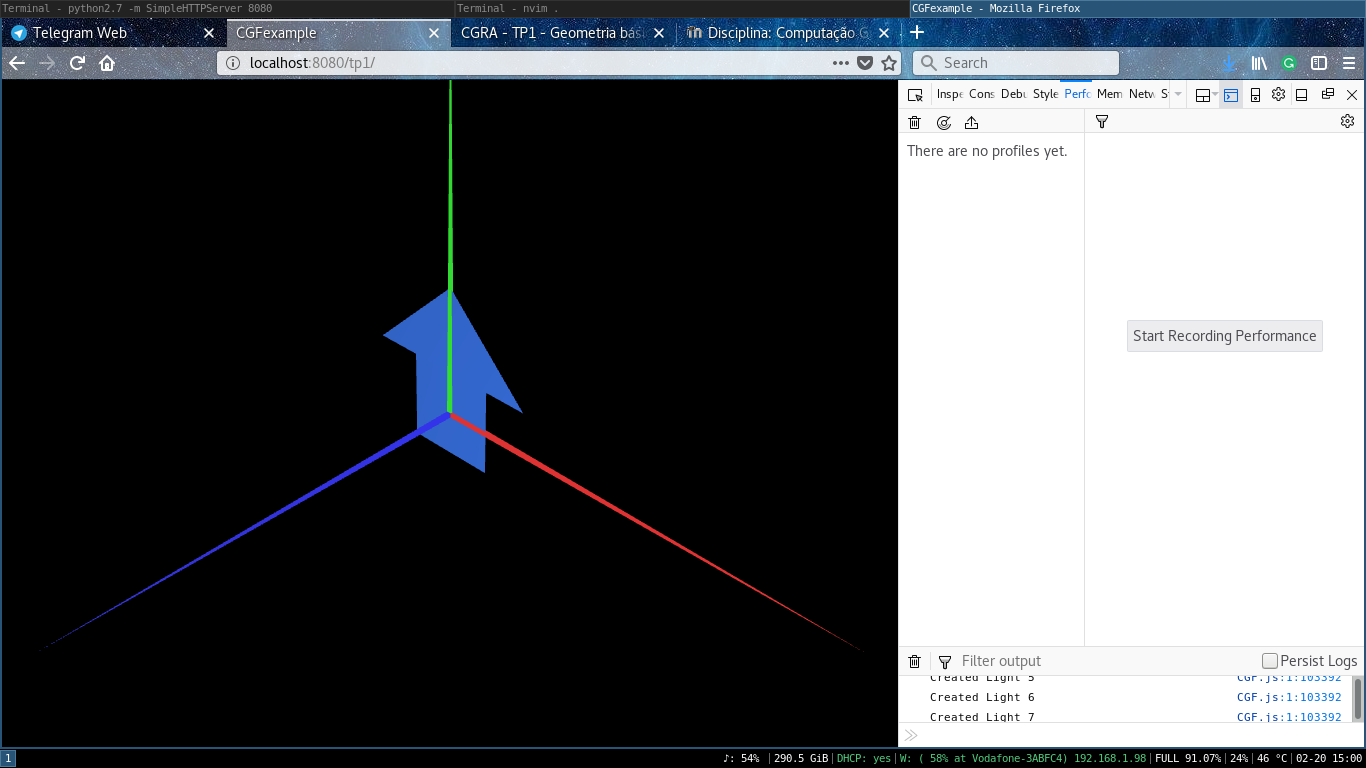 Terminal - python2.7 -m SimpleHTTPServer 8080
Terminal - nvim .
CGFexample - Mozilla Firefox
Telegram Web
CGFexample
CGRA - TP1 - Geometria bás
Disciplina: Computação G
localhost:8080/tp1/
Search
Inspe Cons Debu Style Perfo Mem Netw S
There are no profiles yet.
Start Recording Performance
Filter output
Persist Logs
Created Light 5 CGF.js:1:103392
Created Light 6 CGF.js:1:103392
Created Light 7 CGF.js:1:103392
1
♪: 54% | 290.5 GiB | DHCP: yes | W: ( 58% at Vodafone-3ABFC4) 192.168.1.98 | FULL 91.07% | 24% | 46 °C | 02-20 15:00